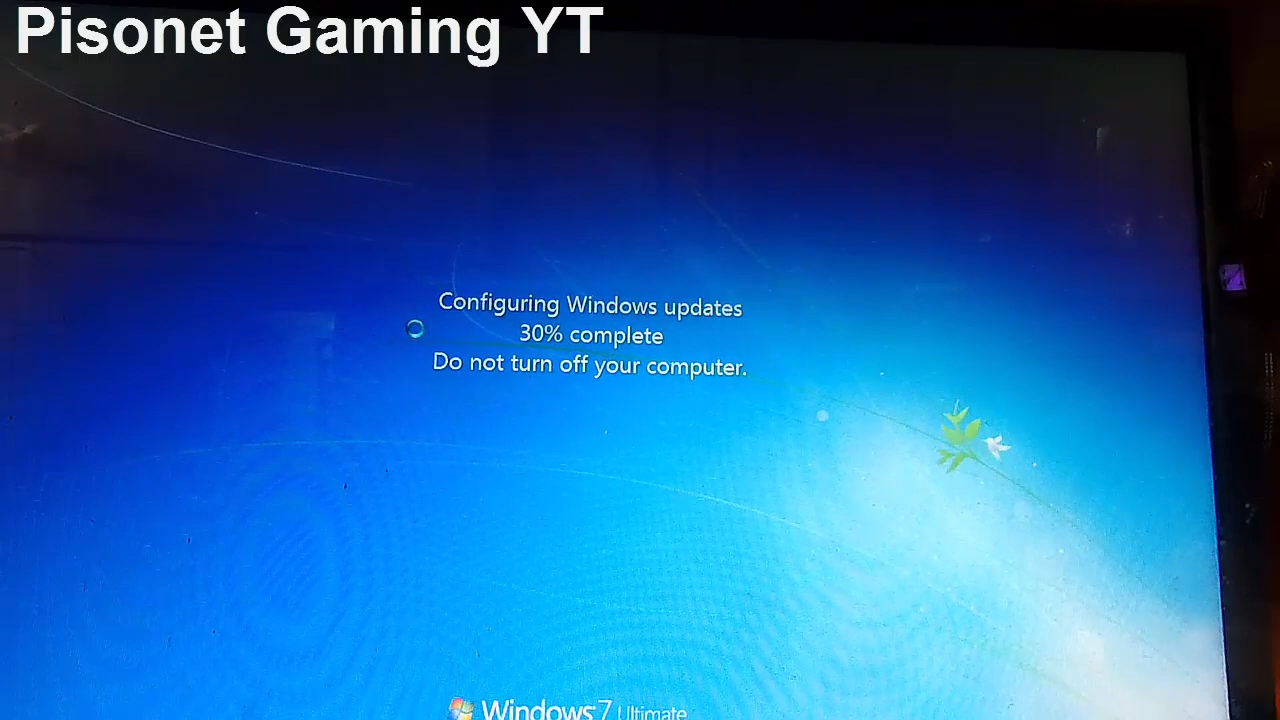 Pisonet Gaming YT
Configuring Windows updates
30% complete
Do not turn off your computer.
Windows 7 Ultimate